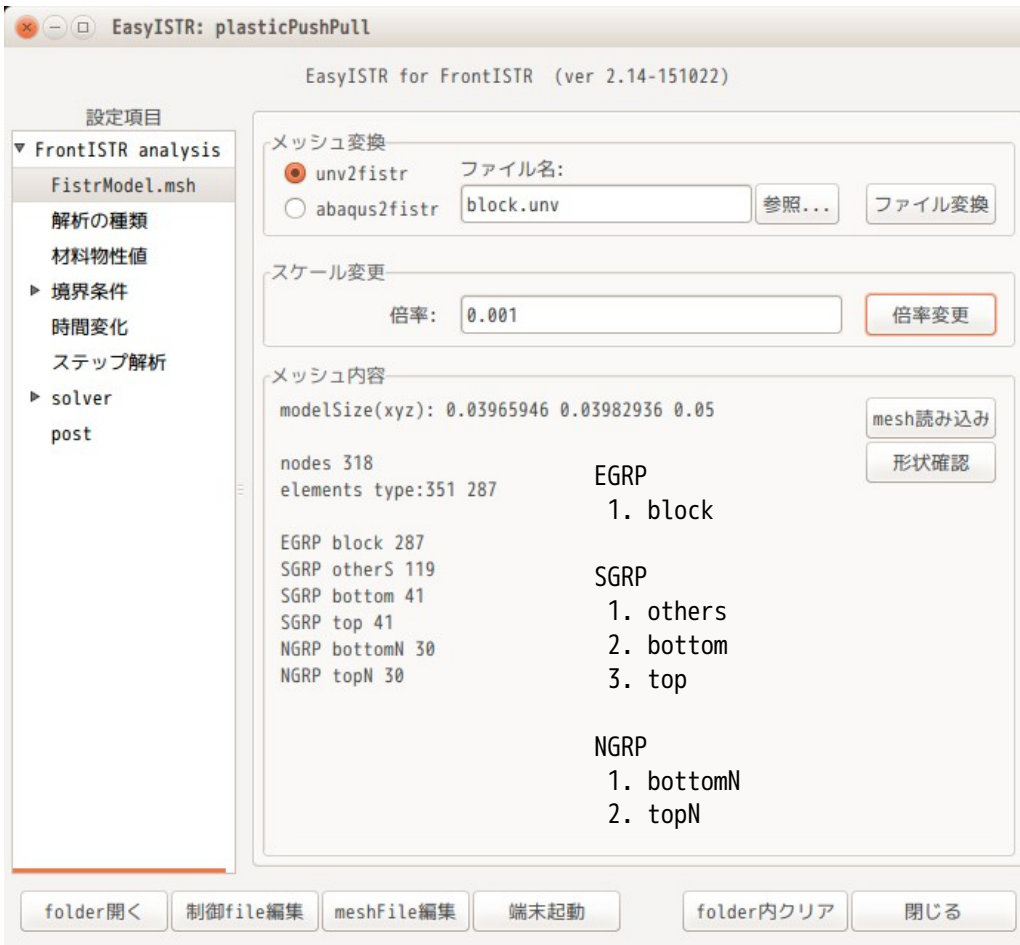 EasyISTR: plasticPushPull
EasyISTR for FrontISTR (ver 2.14-151022)
設定項目
FrontISTR analysis
FistrModel.msh
解析の種類
材料物性値
境界条件
時間変化
ステップ解析
solver
post
メッシュ変換
unv2fistr
abaqus2fistr
ファイル名:
block.unv
参照...
ファイル変換
スケール変更
倍率:
0.001
倍率変更
メッシュ内容
modelSize(xyz): 0.03965946 0.03982936 0.05
nodes 318
elements type:351 287
EGRP block 287
SGRP otherS 119
SGRP bottom 41
SGRP top 41
NGRP bottomN 30
NGRP topN 30
EGRP
1. block
SGRP
1. others
2. bottom
3. top
NGRP
1. bottomN
2. topN
mesh読み込み
形状確認
folder開く
制御file編集
meshFile編集
端末起動
folder内クリア
閉じる